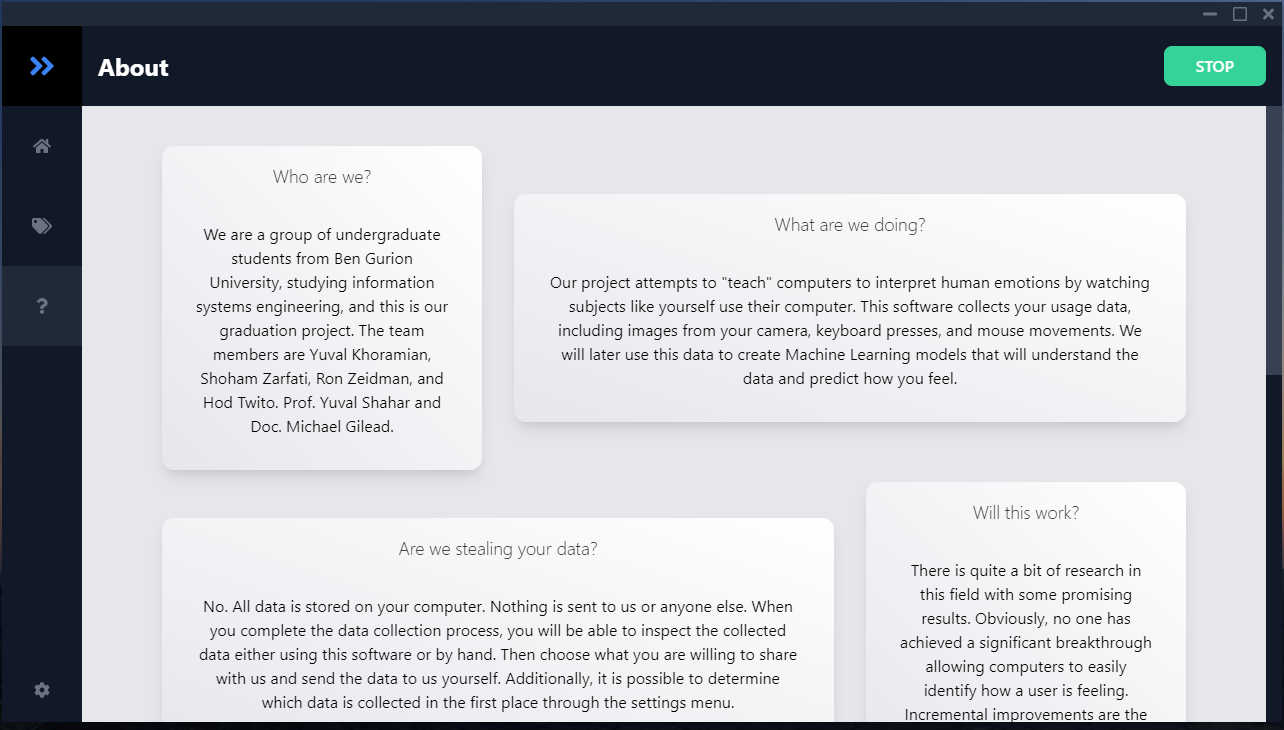 About
STOP
Who are we?
We are a group of undergraduate
students from Ben Gurion
University, studying information
systems engineering, and this is our
graduation project. The team
members are Yuval Khoramian,
Shoham Zarfati, Ron Zeidman, and
Hod Twito. Prof. Yuval Shahar and
Doc. Michael Gilead.
What are we doing?
Our project attempts to "teach" computers to interpret human emotions by watching
subjects like yourself use their computer. This software collects your usage data,
including images from your camera, keyboard presses, and mouse movements. We
will later use this data to create Machine Learning models that will understand the
data and predict how you feel.
Are we stealing your data?
No. All data is stored on your computer. Nothing is sent to us or anyone else. When
you complete the data collection process, you will be able to inspect the collected
data either using this software or by hand. Then choose what you are willing to share
with us and send the data to us yourself. Additionally, it is possible to determine
which data is collected in the first place through the settings menu.
Will this work?
There is quite a bit of research in
this field with some promising
results. Obviously, no one has
achieved a significant breakthrough
allowing computers to easily
identify how a user is feeling.
Incremental improvements are the